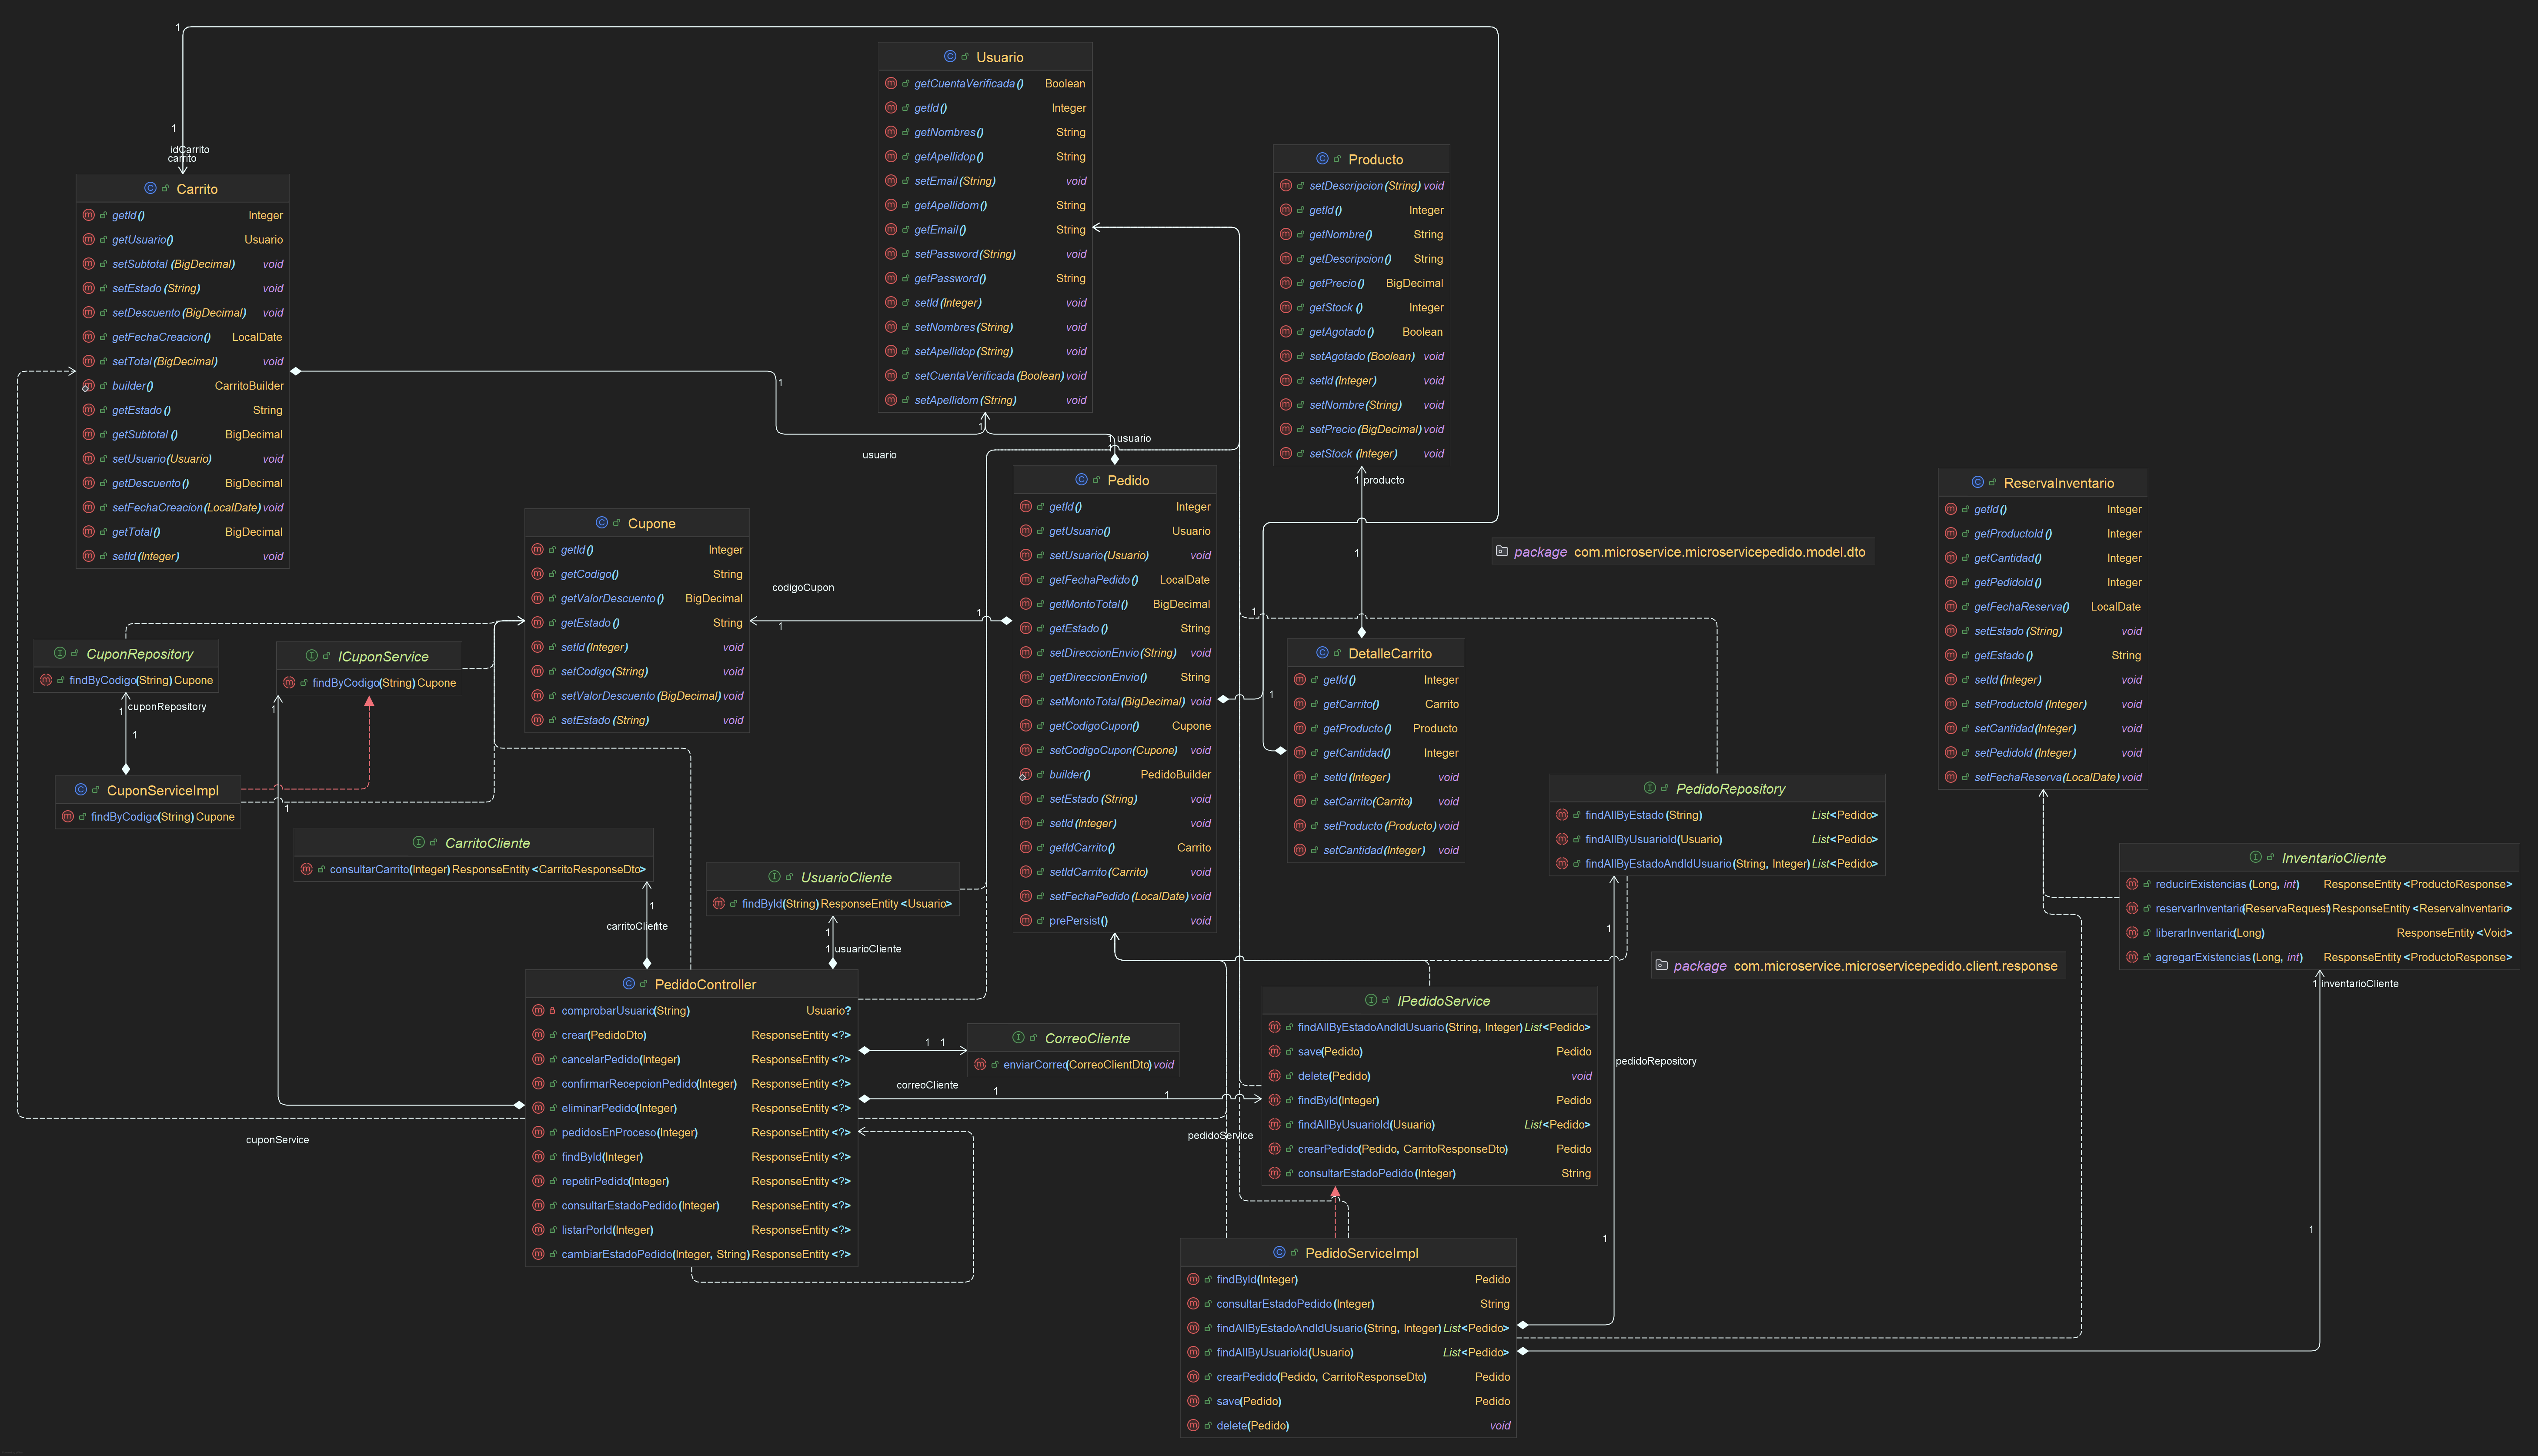 1
1
idCarrito
carrito
Usuario
getCuentaVerificada() Boolean
getId() Integer
getNombres() String
getApellidop() String
setEmail(String) void
getApellidom() String
getEmail() String
setPassword(String) void
getPassword() String
setId(Integer) void
setNombres(String) void
setApellidop(String) void
setCuentaVerificada(Boolean) void
setApellidom(String) void
Producto
setDescripcion(String) void
getId() Integer
getNombre() String
getDescripcion() String
getPrecio() BigDecimal
getStock() Integer
getAgotado() Boolean
setAgotado(Boolean) void
setId(Integer) void
setNombre(String) void
setPrecio(BigDecimal) void
setStock(Integer) void
Carrito
getId() Integer
getUsuario() Usuario
setSubtotal(BigDecimal) void
setEstado(String) void
setDescuento(BigDecimal) void
getFechaCreacion() LocalDate
setTotal(BigDecimal) void
builder() CarritoBuilder
getEstado() String
getSubtotal() BigDecimal
setUsuario(Usuario) void
getDescuento() BigDecimal
setFechaCreacion(LocalDate) void
getTotal() BigDecimal
setId(Integer) void
1
1
1 usuario
1
usuario
1 producto
1
Pedido
getId() Integer
getUsuario() Usuario
setUsuario(Usuario) void
getFechaPedido() LocalDate
getMontoTotal() BigDecimal
getEstado() String
setDireccionEnvio(String) void
getDireccionEnvio() String
setMontoTotal(BigDecimal) void
getCodigoCupon() Cupone
setCodigoCupon(Cupone) void
builder() PedidoBuilder
setEstado(String) void
setId(Integer) void
getIdCarrito() Carrito
setIdCarrito(Carrito) void
setFechaPedido(LocalDate) void
prePersist() void
ReservaInventario
getId() Integer
getProductoId() Integer
getCantidad() Integer
getPedidoId() Integer
getFechaReserva() LocalDate
setEstado(String) void
getEstado() String
setId(Integer) void
setProductoId(Integer) void
setCantidad(Integer) void
setPedidoId(Integer) void
setFechaReserva(LocalDate) void
Cupone
getId() Integer
getCodigo() String
getValorDescuento() BigDecimal
getEstado() String
setId(Integer) void
setCodigo(String) void
setValorDescuento(BigDecimal) void
setEstado(String) void
package com.microservice.microservicepedido.model.dto
codigoCupon
1
1
1
1
DetalleCarrito
getId() Integer
getCarrito() Carrito
getProducto() Producto
getCantidad() Integer
setId(Integer) void
setCarrito(Carrito) void
setProducto(Producto) void
setCantidad(Integer) void
CuponRepository
findByCodigo(String) Cupone
ICuponService
findByCodigo(String) Cupone
1 cuponRepository
1
1
1
CuponServiceImpl
findByCodigo(String) Cupone
CarritoCliente
consultarCarrito(Integer) ResponseEntity<CarritoResponseDto>
UsuarioCliente
findById(String) ResponseEntity<Usuario>
PedidoRepository
findAllByEstado(String) List<Pedido>
findAllByUsuarioId(Usuario) List<Pedido>
findAllByEstadoAndIdUsuario(String, Integer) List<Pedido>
InventarioCliente
reducirExistencias(Long, int) ResponseEntity<ProductoResponse>
reservarInventario(ReservaRequest) ResponseEntity<ReservaInventario>
liberarInventario(Long) ResponseEntity<Void>
agregarExistencias(Long, int) ResponseEntity<ProductoResponse>
1
carritoCliente
1
1
1 usuarioCliente
1
package com.microservice.microservicepedido.client.response
1 inventarioCliente
PedidoController
comprobarUsuario(String) Usuario?
crear(PedidoDto) ResponseEntity<?>
cancelarPedido(Integer) ResponseEntity<?>
confirmarRecepcionPedido(Integer) ResponseEntity<?>
eliminarPedido(Integer) ResponseEntity<?>
pedidosEnProceso(Integer) ResponseEntity<?>
findById(Integer) ResponseEntity<?>
repetirPedido(Integer) ResponseEntity<?>
consultarEstadoPedido(Integer) ResponseEntity<?>
listarPorId(Integer) ResponseEntity<?>
cambiarEstadoPedido(Integer, String) ResponseEntity<?>
CorreoCliente
enviarCorreo(CorreoClientDto) void
1 1
correoCliente
1
1
cuponService
pedidoService
IPedidoService
findAllByEstadoAndIdUsuario(String, Integer) List<Pedido>
save(Pedido) Pedido
delete(Pedido) void
findById(Integer) Pedido
findAllByUsuarioId(Usuario) List<Pedido>
crearPedido(Pedido, CarritoResponseDto) Pedido
consultarEstadoPedido(Integer) String
pedidoRepository
1
1
PedidoServiceImpl
findById(Integer) Pedido
consultarEstadoPedido(Integer) String
findAllByEstadoAndIdUsuario(String, Integer) List<Pedido>
findAllByUsuarioId(Usuario) List<Pedido>
crearPedido(Pedido, CarritoResponseDto) Pedido
save(Pedido) Pedido
delete(Pedido) void